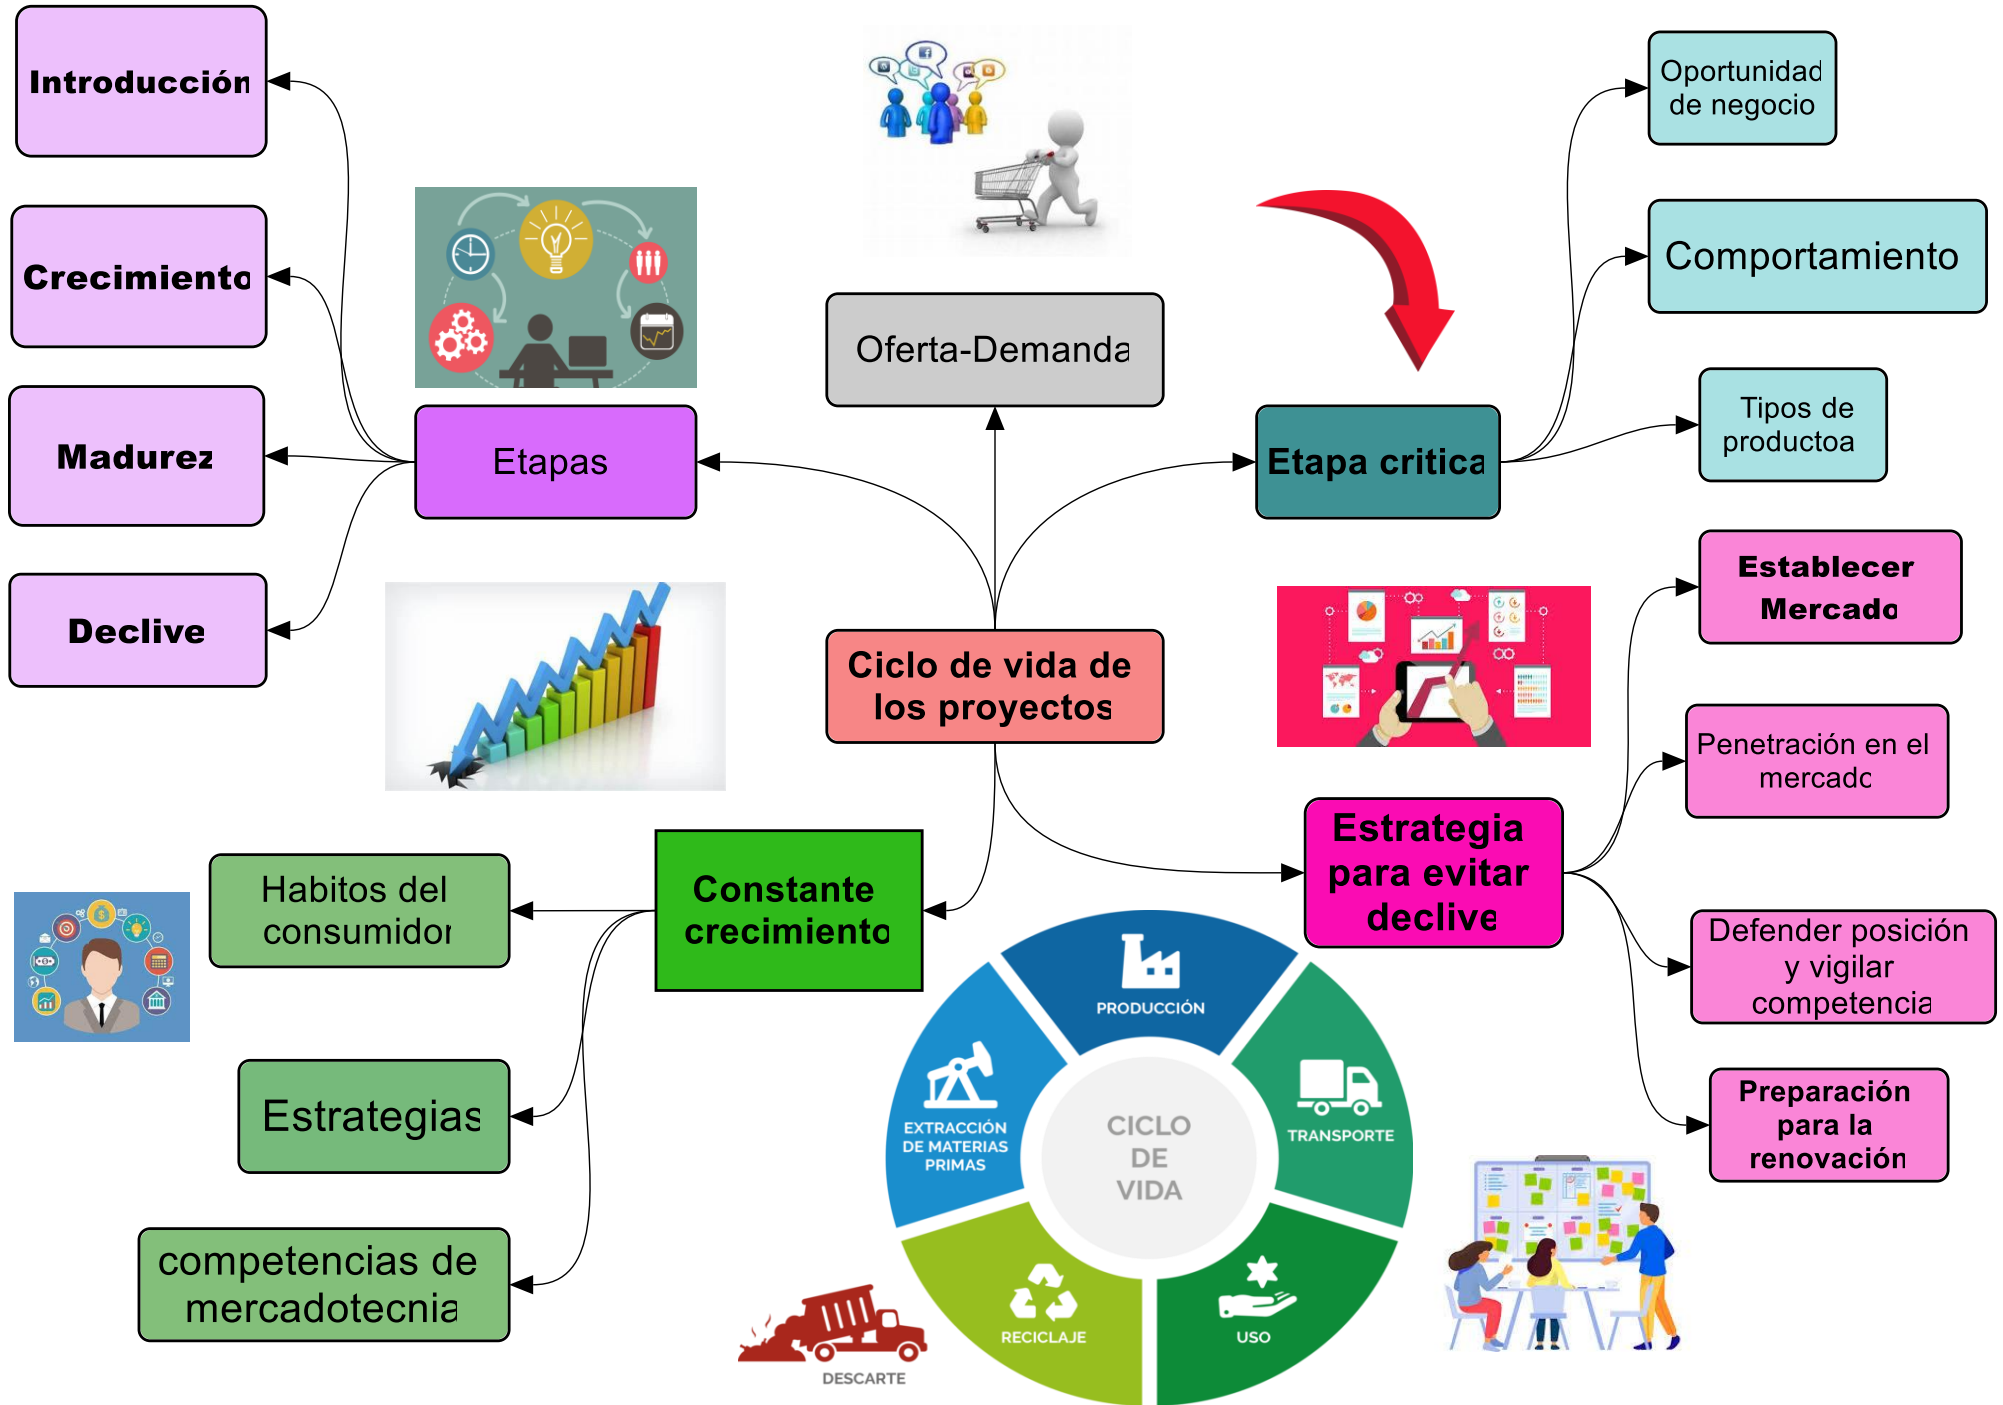 Introducción
Crecimiento
Madurez
Declive
Etapas
Oferta-Demanda
Etapa critica
Oportunidad
de negocio
Comportamiento
Tipos de
productoa
Ciclo de vida de
los proyectos
Establecer
Mercado
Penetración en el
mercado
Estrategia
para evitar
declive
Defender posición
y vigilar
competencia
Preparación
para la
renovación
Constante
crecimiento
Habitos del
consumidor
Estrategias
competencias de
mercadotecnia
PRODUCCIÓN
EXTRACCIÓN
DE MATERIAS
PRIMAS
TRANSPORTE
CICLO
DE
VIDA
RECICLAJE
USO
DESCARTE